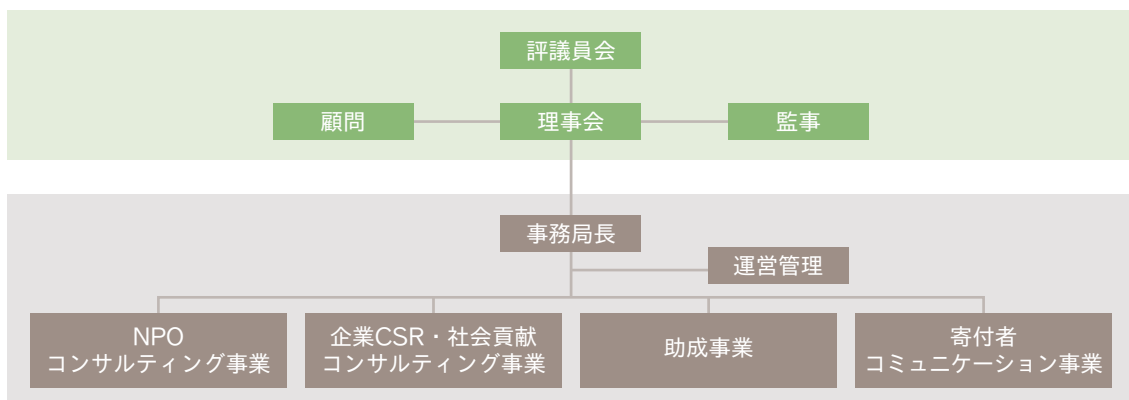 評議員会
顧問
理事会
監事
事務局長
運営管理
NPO
コンサルティング事業
企業CSR・社会貢献
コンサルティング事業
助成事業
寄付者
コミュニケーション事業